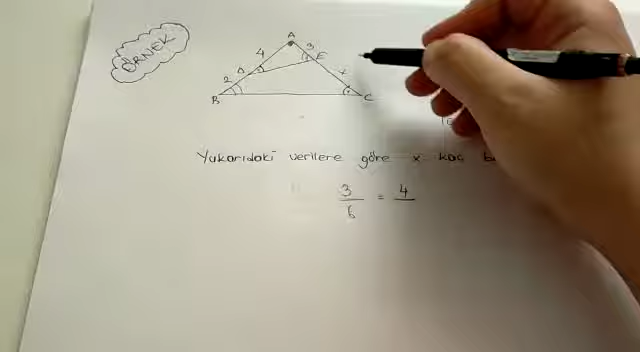 ÖRNEK
A
4 3
2 D E x
B C
Yukarıdaki verilere göre x kaç
3/6 = 4/